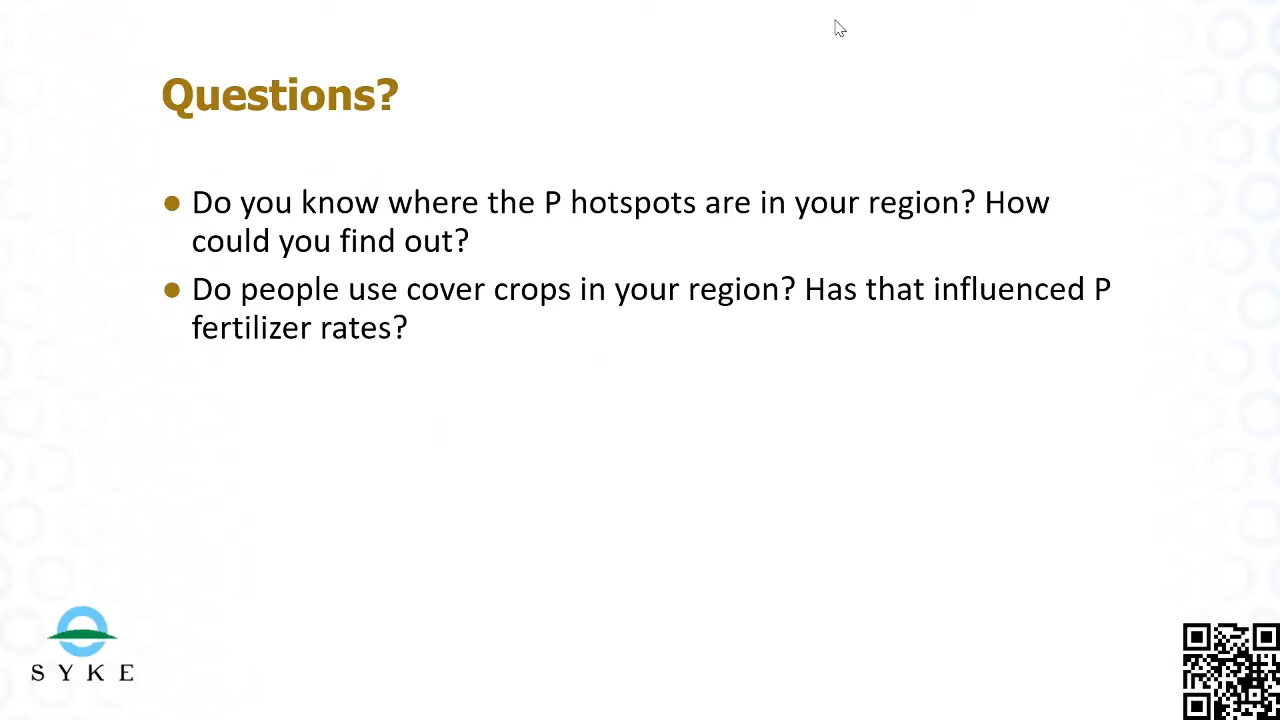 Questions?
● Do you know where the P hotspots are in your region? How
could you find out?
● Do people use cover crops in your region? Has that influenced P
fertilizer rates?
SYKE